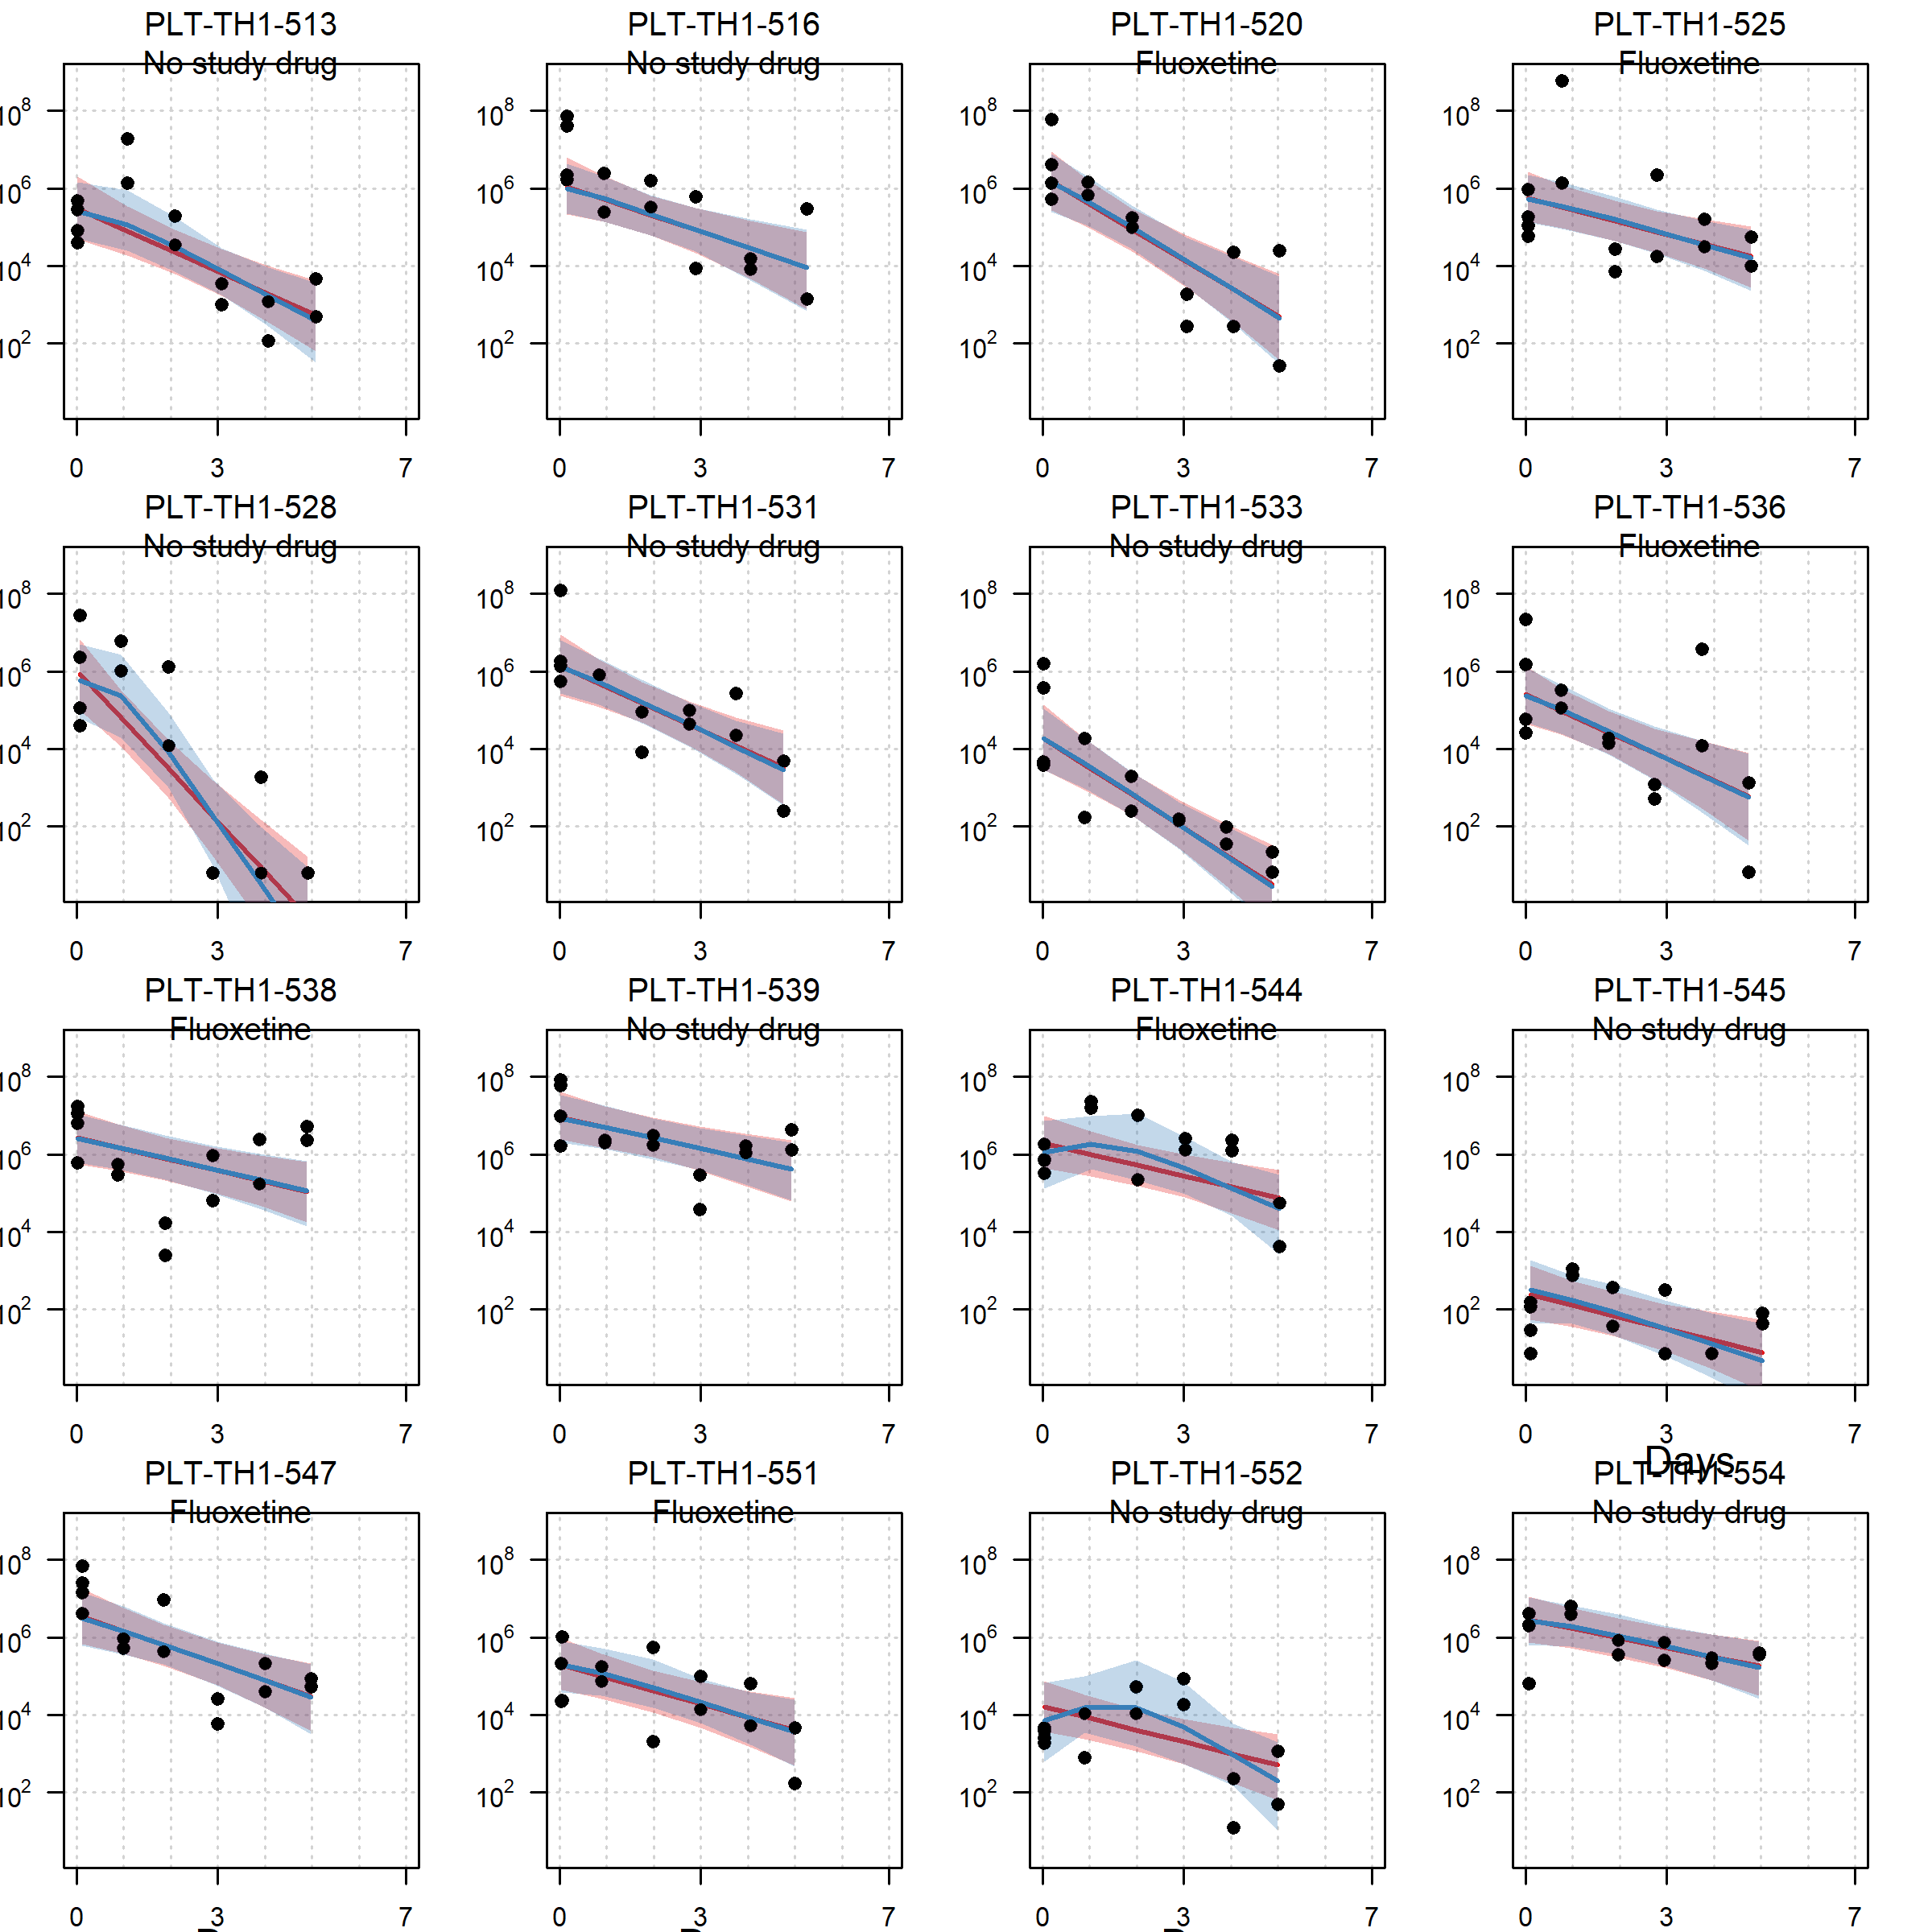 PLT-TH1-513 PLT-TH1-516 PLT-TH1-520 PLT-TH1-525
No study drug No study drug Fluoxetine Fluoxetine
10^8 10^8 10^8 10^8
10^6 10^6 10^6 10^6
10^4 10^4 10^4 10^4
10^2 10^2 10^2 10^2
0 3 7 0 3 7 0 3 7 0 3 7
PLT-TH1-528 PLT-TH1-531 PLT-TH1-533 PLT-TH1-536
No study drug No study drug No study drug Fluoxetine
10^8 10^8 10^8 10^8
10^6 10^6 10^6 10^6
10^4 10^4 10^4 10^4
10^2 10^2 10^2 10^2
0 3 7 0 3 7 0 3 7 0 3 7
PLT-TH1-538 PLT-TH1-539 PLT-TH1-544 PLT-TH1-545
Fluoxetine No study drug Fluoxetine No study drug
10^8 10^8 10^8 10^8
10^6 10^6 10^6 10^6
10^4 10^4 10^4 10^4
10^2 10^2 10^2 10^2
0 3 7 0 3 7 0 3 7 0 3 7
Days
PLT-TH1-547 PLT-TH1-551 PLT-TH1-552 PLT-TH1-554
Fluoxetine Fluoxetine No study drug No study drug
10^8 10^8 10^8 10^8
10^6 10^6 10^6 10^6
10^4 10^4 10^4 10^4
10^2 10^2 10^2 10^2
0 3 7 0 3 7 0 3 7 0 3 7